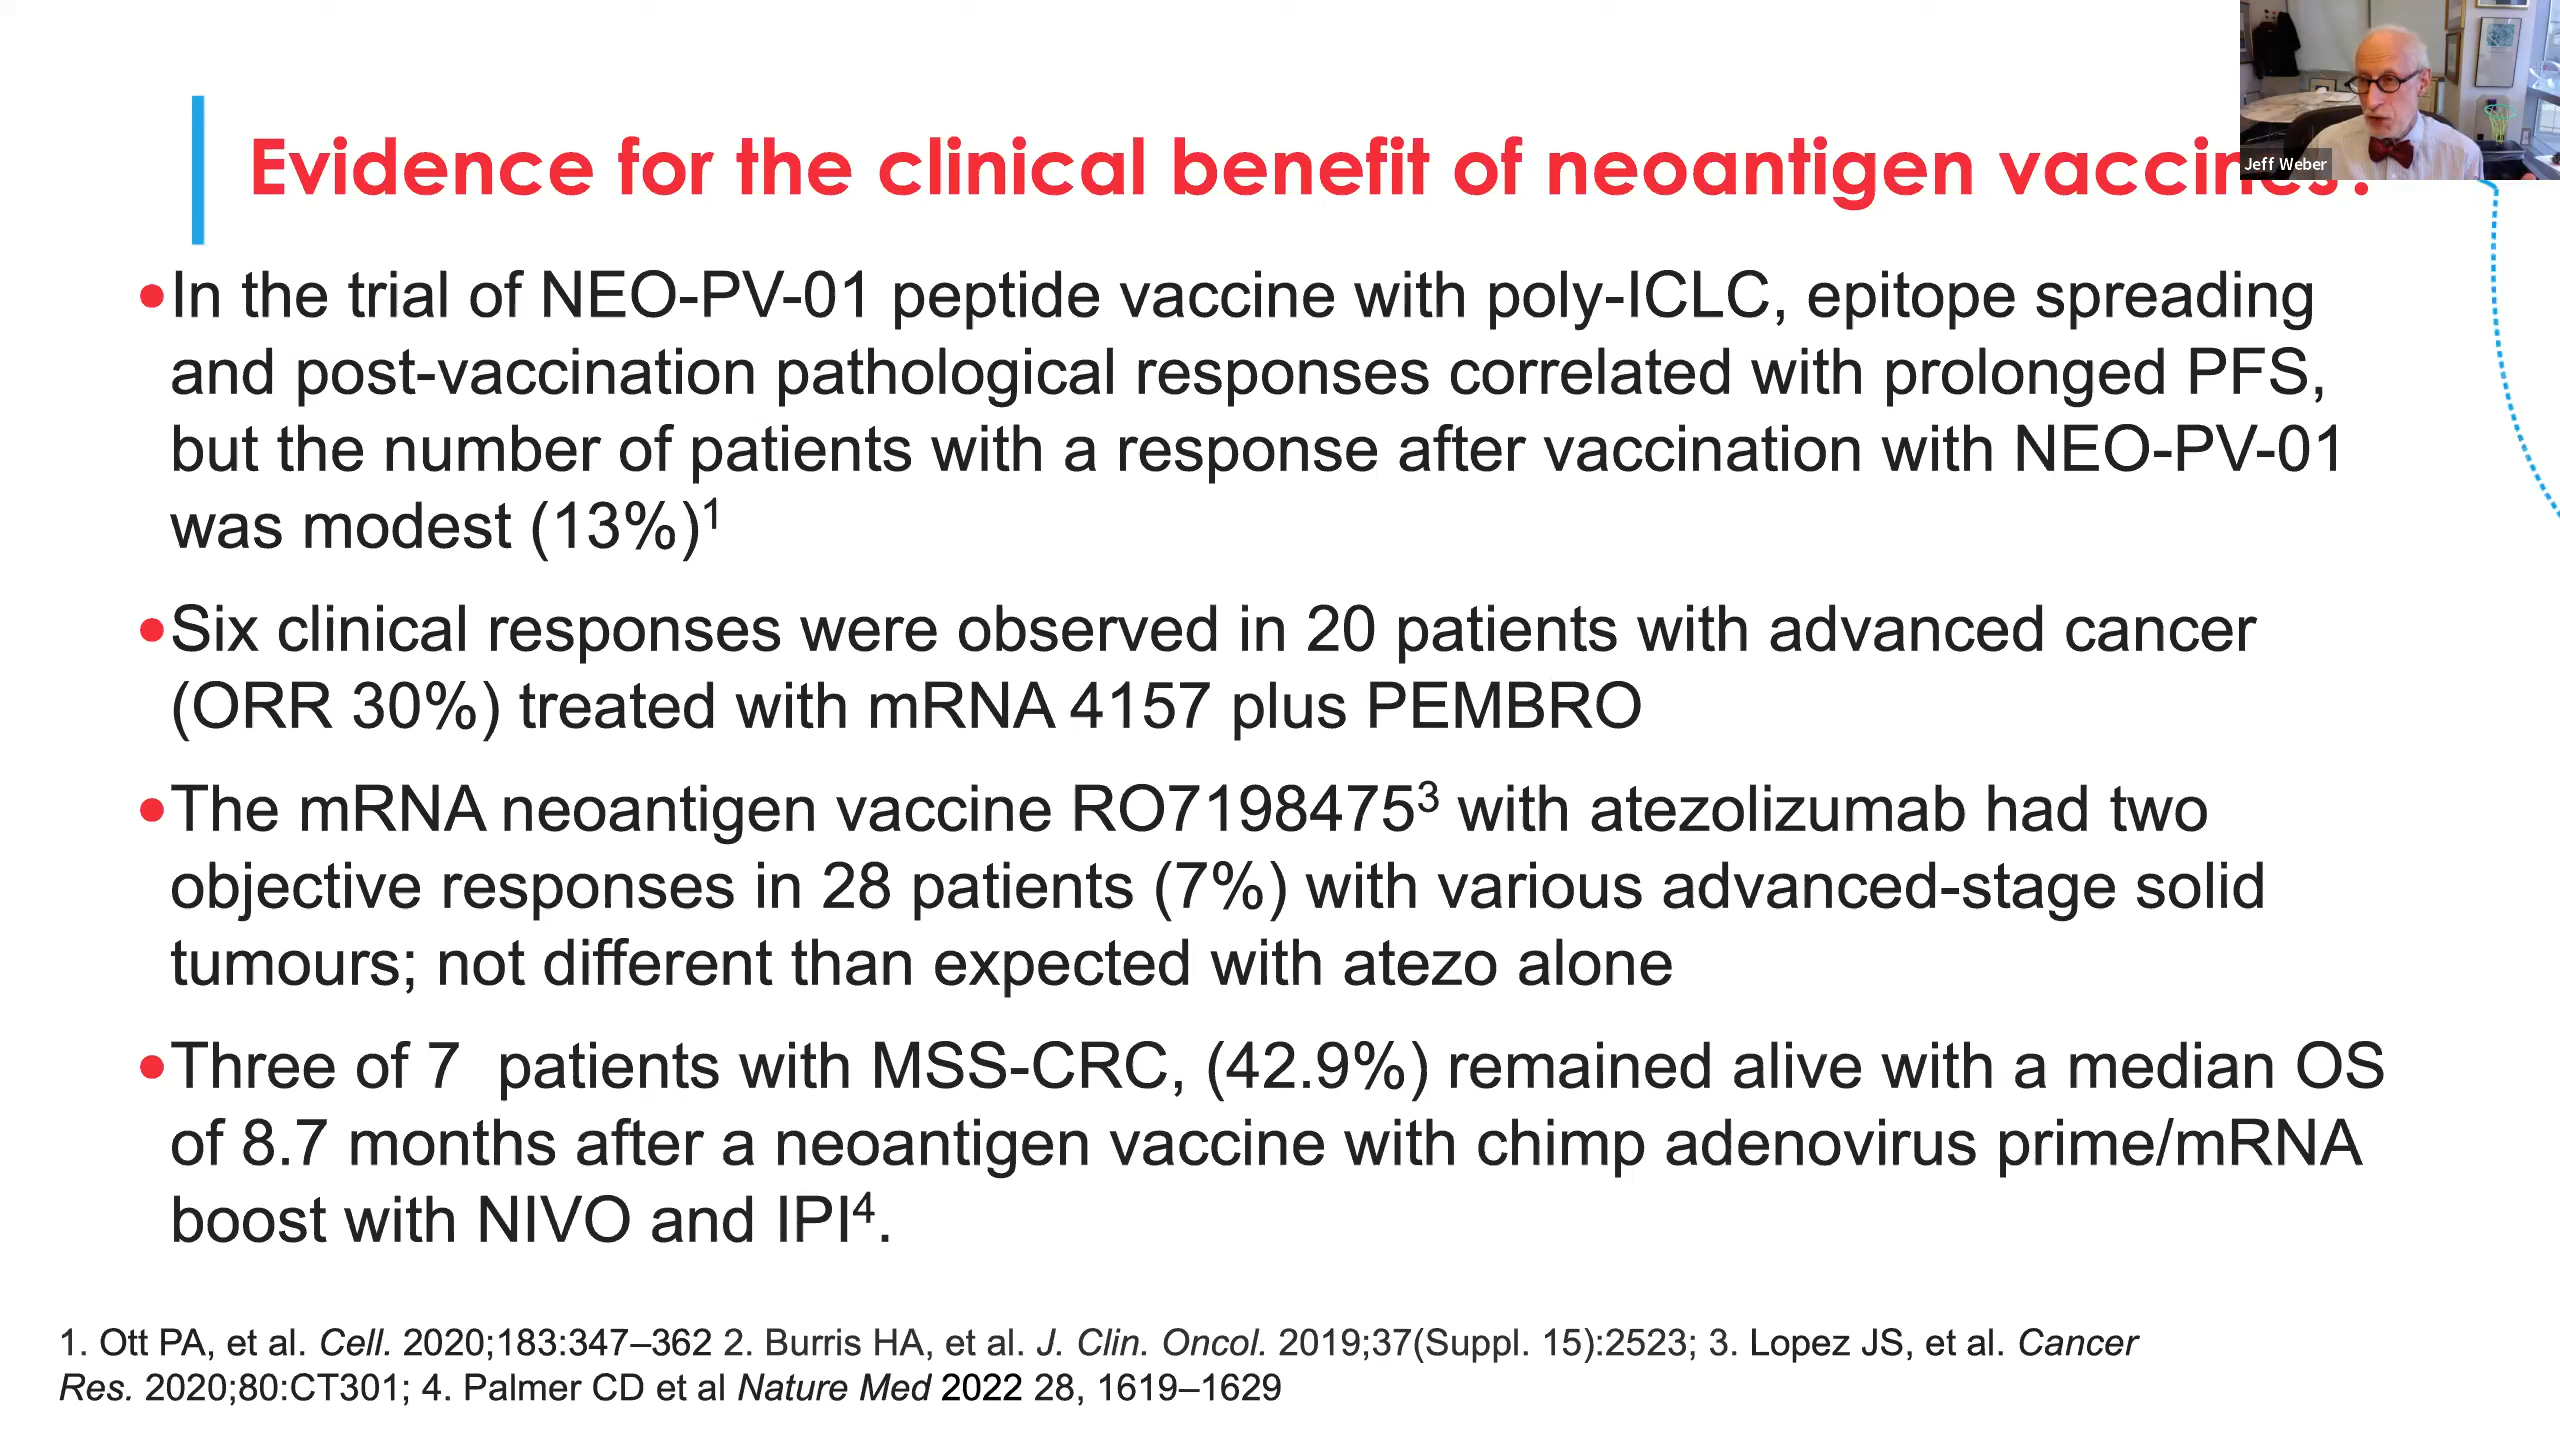 Evidence for the clinical benefit of neoantigen vaccines?
Jeff Weber
•In the trial of NEO-PV-01 peptide vaccine with poly-ICLC, epitope spreading
and post-vaccination pathological responses correlated with prolonged PFS,
but the number of patients with a response after vaccination with NEO-PV-01
was modest (13%)¹
•Six clinical responses were observed in 20 patients with advanced cancer
(ORR 30%) treated with mRNA 4157 plus PEMBRO
•The mRNA neoantigen vaccine RO7198475³ with atezolizumab had two
objective responses in 28 patients (7%) with various advanced-stage solid
tumours; not different than expected with atezo alone
•Three of 7 patients with MSS-CRC, (42.9%) remained alive with a median OS
of 8.7 months after a neoantigen vaccine with chimp adenovirus prime/mRNA
boost with NIVO and IPI⁴.
1. Ott PA, et al. Cell. 2020;183:347–362 2. Burris HA, et al. J. Clin. Oncol. 2019;37(Suppl. 15):2523; 3. Lopez JS, et al. Cancer
Res. 2020;80:CT301; 4. Palmer CD et al Nature Med 2022 28, 1619–1629